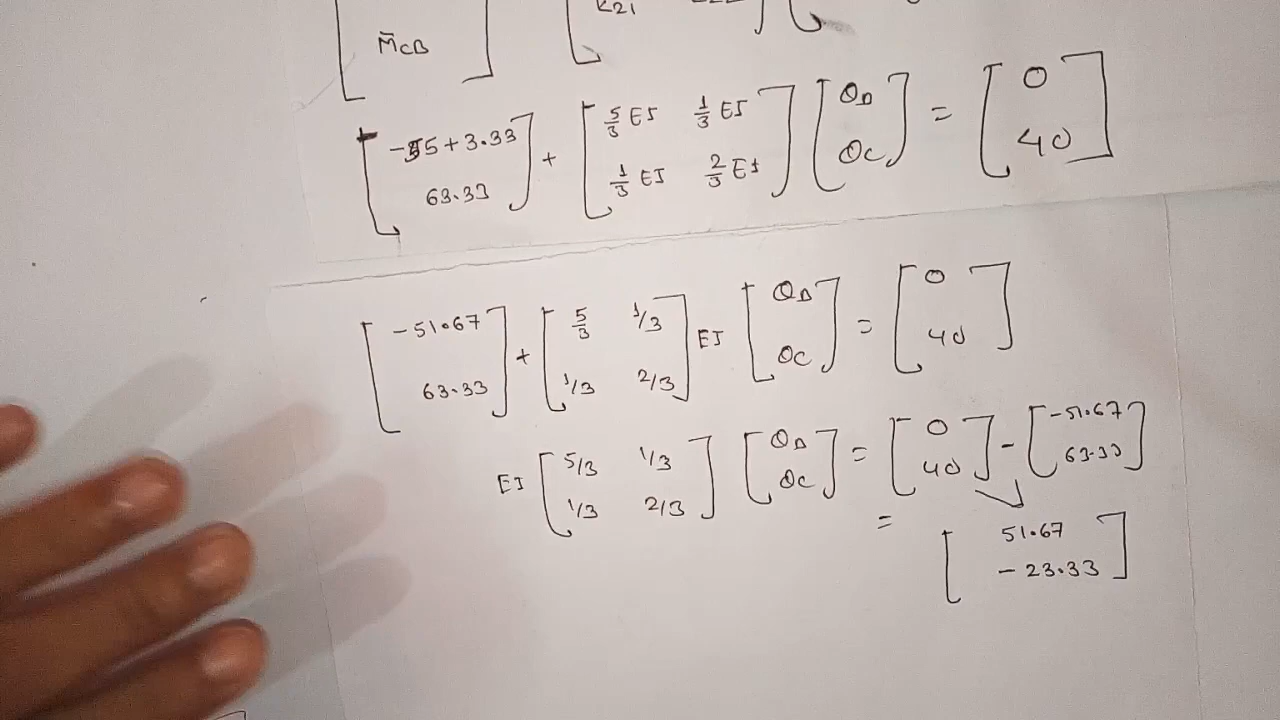 M̄CB K21
[-55+3.33 63.33] + [5/3 EI 1/3 EI 1/3 EI 2/3 EI] [θB θC] = [0 40]
[-51.67 63.33] + [5/3 1/3 1/3 2/3] EI [θB θC] = [0 40]
EI [5/3 1/3 1/3 2/3] [θB θC] = [0 40] - [-51.67 63.33]
= [51.67 -23.33]